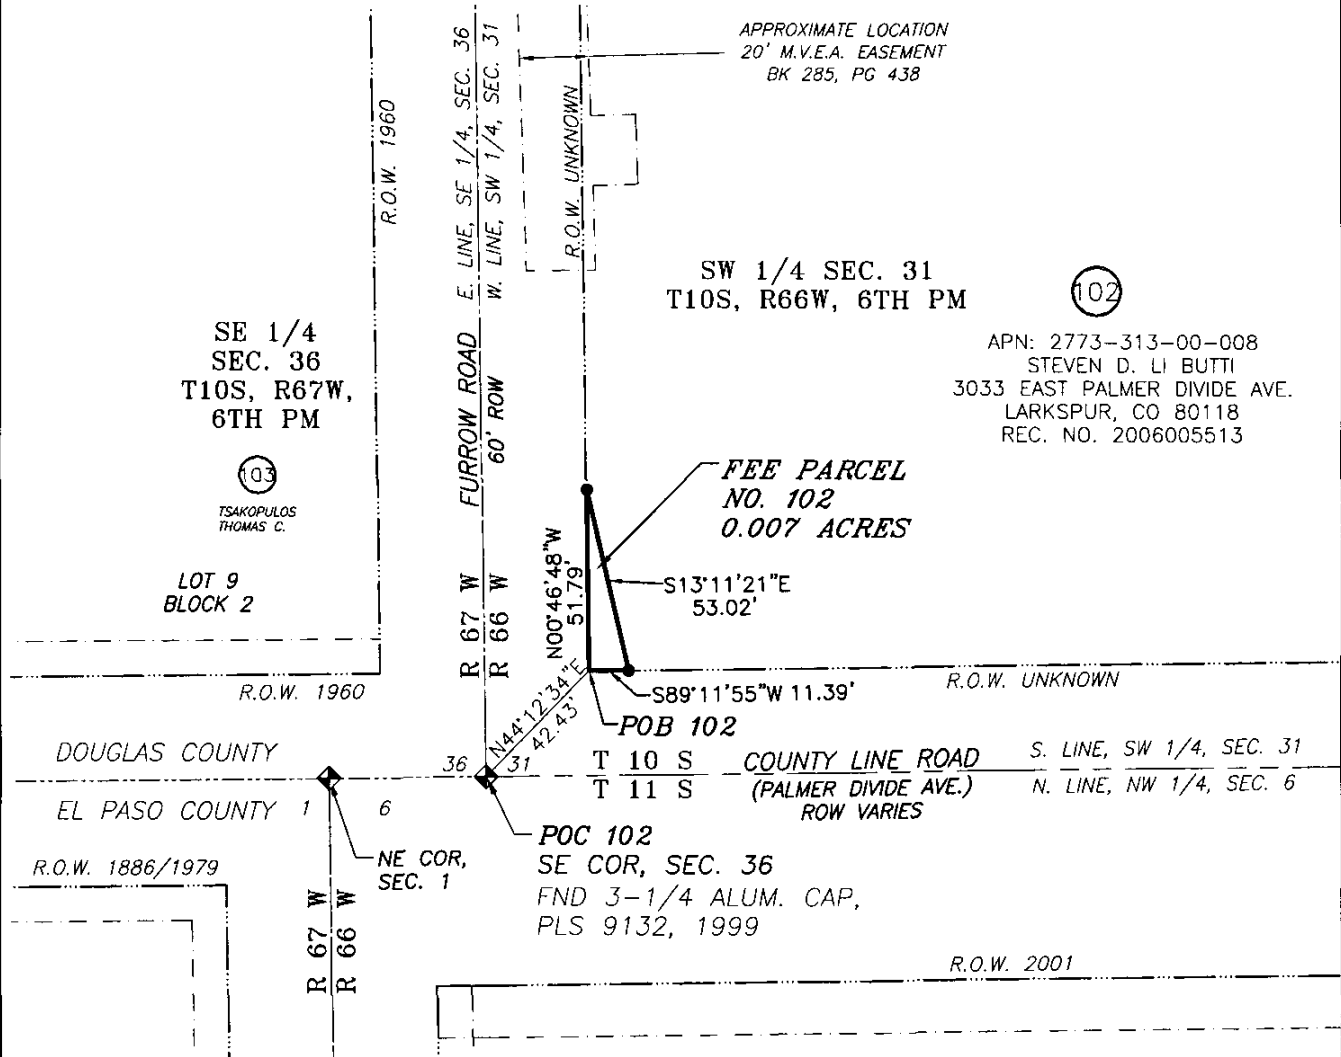 APPROXIMATE LOCATION
20' M.V.E.A. EASEMENT
BK 285, PG 438
R.O.W. 1960
E. LINE, SE 1/4, SEC. 36
W. LINE, SW 1/4, SEC. 31
R.O.W. UNKNOWN
SW 1/4 SEC. 31
T10S, R66W, 6TH PM
102
APN: 2773-313-00-008
STEVEN D. LI BUTTI
3033 EAST PALMER DIVIDE AVE.
LARKSPUR, CO 80118
REC. NO. 2006005513
SE 1/4
SEC. 36
T10S, R67W,
6TH PM
103
TSAKOPULOS
THOMAS C.
LOT 9
BLOCK 2
FURROW ROAD
60' ROW
FEE PARCEL
NO. 102
0.007 ACRES
N00°46'48"W
51.79'
S13°11'21"E
53.02'
R 67 W
R 66 W
N44°12'34"E
42.43'
S89°11'55"W 11.39'
R.O.W. UNKNOWN
POB 102
R.O.W. 1960
DOUGLAS COUNTY
EL PASO COUNTY
36
31
1
6
T 10 S
T 11 S
COUNTY LINE ROAD
(PALMER DIVIDE AVE.)
ROW VARIES
S. LINE, SW 1/4, SEC. 31
N. LINE, NW 1/4, SEC. 6
POC 102
SE COR, SEC. 36
FND 3-1/4 ALUM. CAP,
PLS 9132, 1999
NE COR,
SEC. 1
R.O.W. 1886/1979
R 67 W
R 66 W
R.O.W. 2001